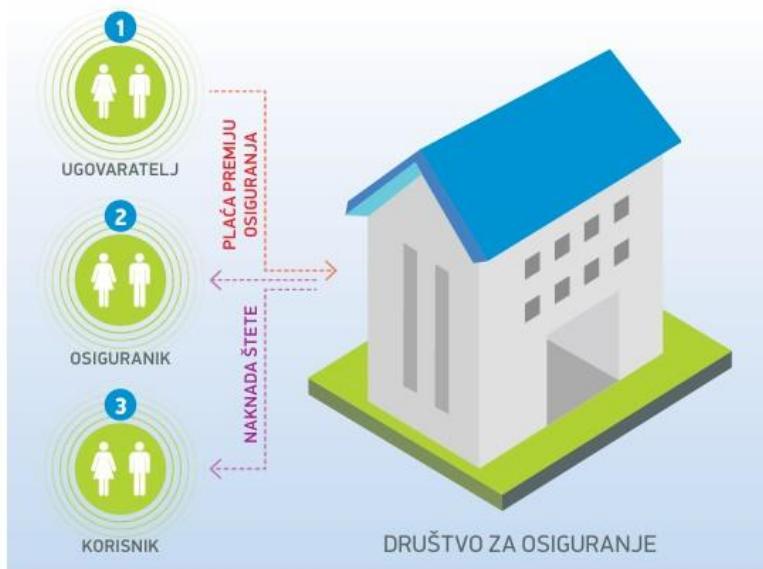 1
UGOVARATELJ
PLAĆA PREMIJU
OSIGURANJA
2
OSIGURANIK
NAKNADA ŠTETE
3
KORISNIK
DRUŠTVO ZA OSIGURANJE